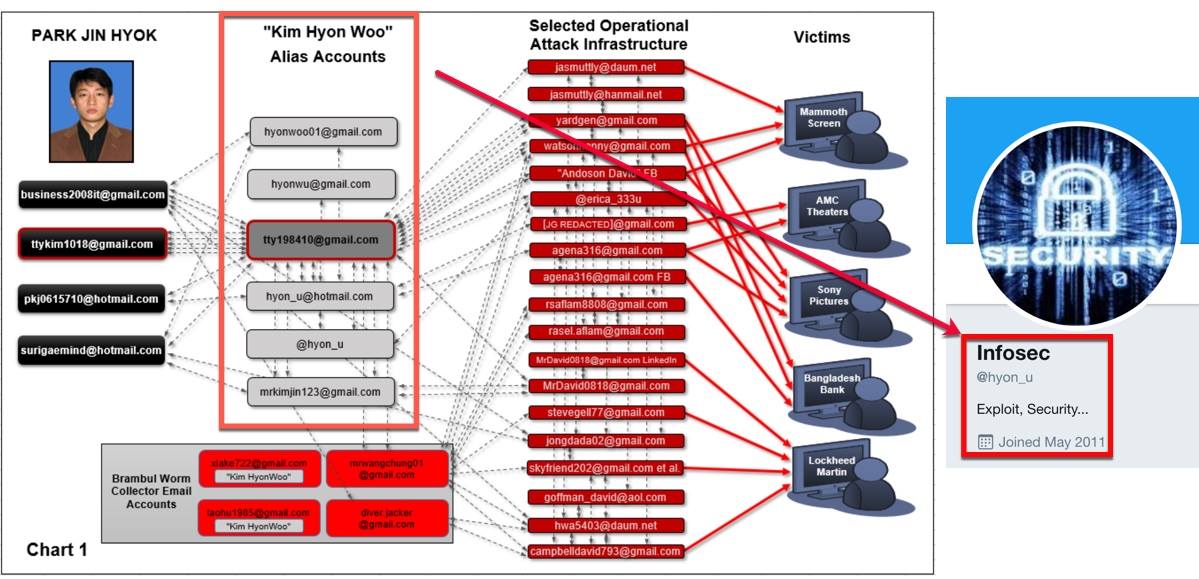 PARK JIN HYOK
business2008it@gmail.com
ttykim1018@gmail.com
pkj0615710@hotmail.com
surigaemind@hotmail.com
"Kim Hyon Woo"
Alias Accounts
hyonwoo01@gmail.com
hyonwu@gmail.com
tty198410@gmail.com
hyon_u@hotmail.com
@hyon_u
mrkimjin123@gmail.com
Brambul Worm
Collector Email
Accounts
xiake722@gmail.com
"Kim HyonWoo"
mrwangchung01
@gmail.com
laohu1985@gmail.com
"Kim HyonWoo"
diver.jacker
@gmail.com
Chart 1
Selected Operational
Attack Infrastructure
jasmuttly@daum.net
jasmuttly@hanmail.net
yardgen@gmail.com
watsonhenny@gmail.com
"Andoson David" FB
@erica_333u
[JG REDACTED]@gmail.com
agena316@gmail.com
agena316@gmail.com FB
rsaflam8808@gmail.com
rasel.aflam@gmail.com
MrDavid0818@gmail.com LinkedIn
MrDavid0818@gmail.com
stevegell77@gmail.com
jongdada02@gmail.com
skyfriend202@gmail.com et al.
goffman_david@aol.com
hwa5403@daum.net
campbelldavid793@gmail.com
Victims
Mammoth
Screen
AMC
Theaters
Sony
Pictures
Bangladesh
Bank
Lockheed
Martin
SECURITY
Infosec
@hyon_u
Exploit, Security...
Joined May 2011